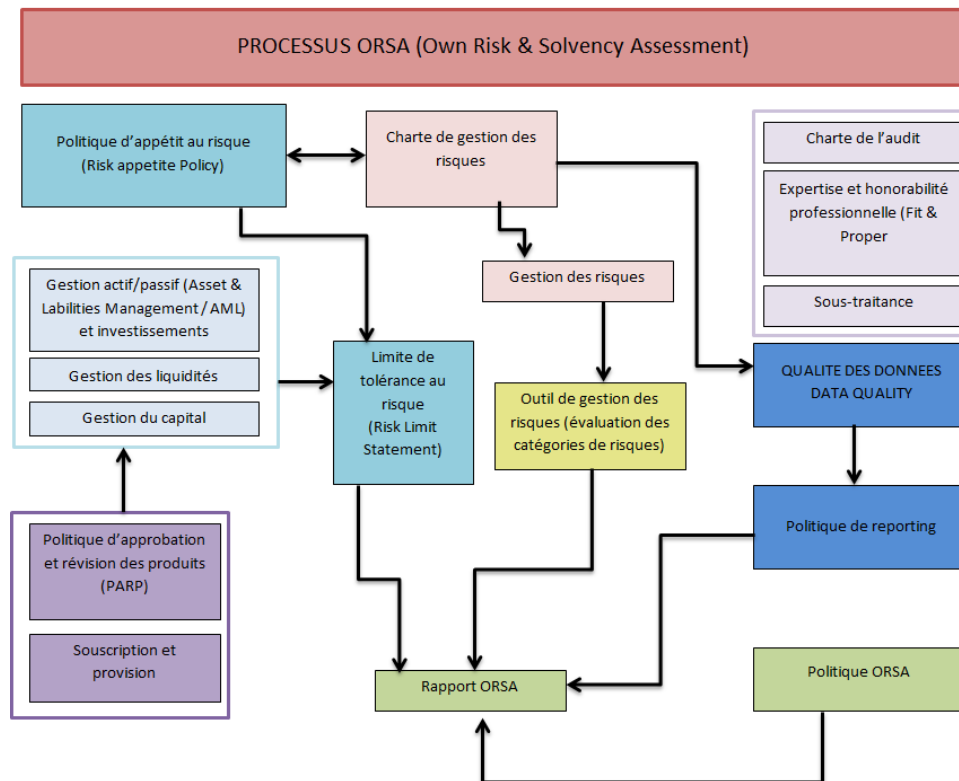 PROCESSUS ORSA (Own Risk & Solvency Assessment)
Politique d'appétit au risque
(Risk appetite Policy)
Charte de gestion des
risques
Charte de l'audit
Expertise et honorabilité
professionnelle (Fit &
Proper
Sous-traitance
Gestion des risques
Gestion actif/passif (Asset &
Labilities Management / AML)
et investissements
Gestion des liquidités
Gestion du capital
Limite de
tolérance au
risque
(Risk Limit
Statement)
Outil de gestion des
risques (évaluation des
catégories de risques)
QUALITE DES DONNEES
DATA QUALITY
Politique de reporting
Politique d'approbation
et révision des produits
(PARP)
Souscription et
provision
Rapport ORSA
Politique ORSA